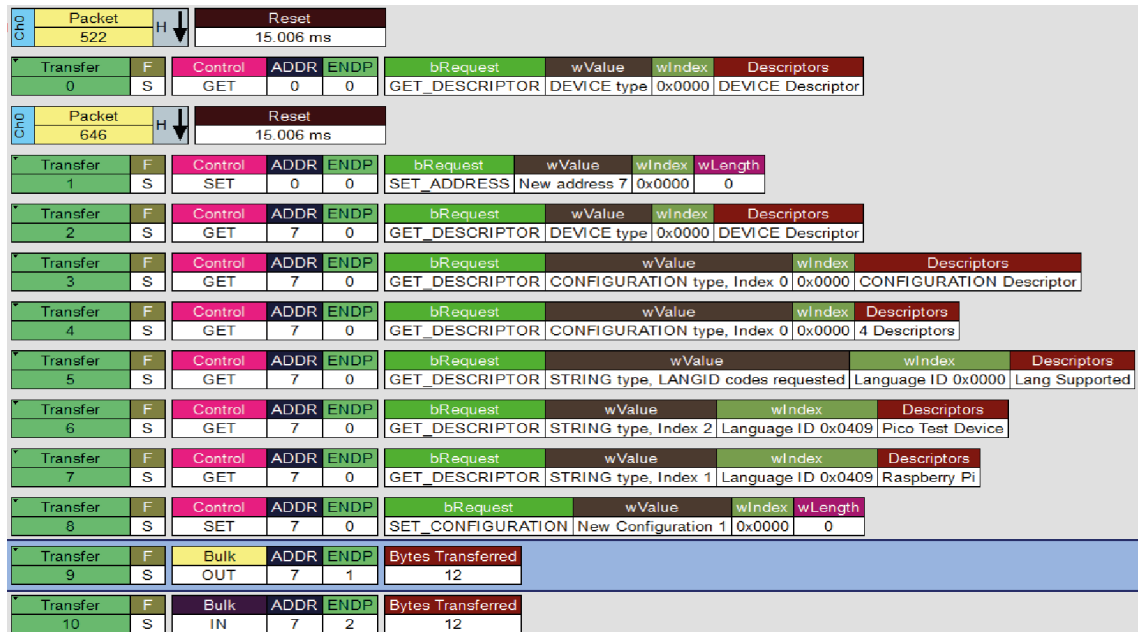 Ch0 Packet H Reset
522 15.006 ms
Transfer F Control ADDR ENDP bRequest wValue wIndex Descriptors
0 S GET 0 0 GET_DESCRIPTOR DEVICE type 0x0000 DEVICE Descriptor
Ch0 Packet H Reset
646 15.006 ms
Transfer F Control ADDR ENDP bRequest wValue wIndex wLength
1 S SET 0 0 SET_ADDRESS New address 7 0x0000 0
Transfer F Control ADDR ENDP bRequest wValue wIndex Descriptors
2 S GET 7 0 GET_DESCRIPTOR DEVICE type 0x0000 DEVICE Descriptor
Transfer F Control ADDR ENDP bRequest wValue wIndex Descriptors
3 S GET 7 0 GET_DESCRIPTOR CONFIGURATION type, Index 0 0x0000 CONFIGURATION Descriptor
Transfer F Control ADDR ENDP bRequest wValue wIndex Descriptors
4 S GET 7 0 GET_DESCRIPTOR CONFIGURATION type, Index 0 0x0000 4 Descriptors
Transfer F Control ADDR ENDP bRequest wValue wIndex Descriptors
5 S GET 7 0 GET_DESCRIPTOR STRING type, LANGID codes requested Language ID 0x0000 Lang Supported
Transfer F Control ADDR ENDP bRequest wValue wIndex Descriptors
6 S GET 7 0 GET_DESCRIPTOR STRING type, Index 2 Language ID 0x0409 Pico Test Device
Transfer F Control ADDR ENDP bRequest wValue wIndex Descriptors
7 S GET 7 0 GET_DESCRIPTOR STRING type, Index 1 Language ID 0x0409 Raspberry Pi
Transfer F Control ADDR ENDP bRequest wValue wIndex wLength
8 S SET 7 0 SET_CONFIGURATION New Configuration 1 0x0000 0
Transfer F Bulk ADDR ENDP Bytes Transferred
9 S OUT 7 1 12
Transfer F Bulk ADDR ENDP Bytes Transferred
10 S IN 7 2 12